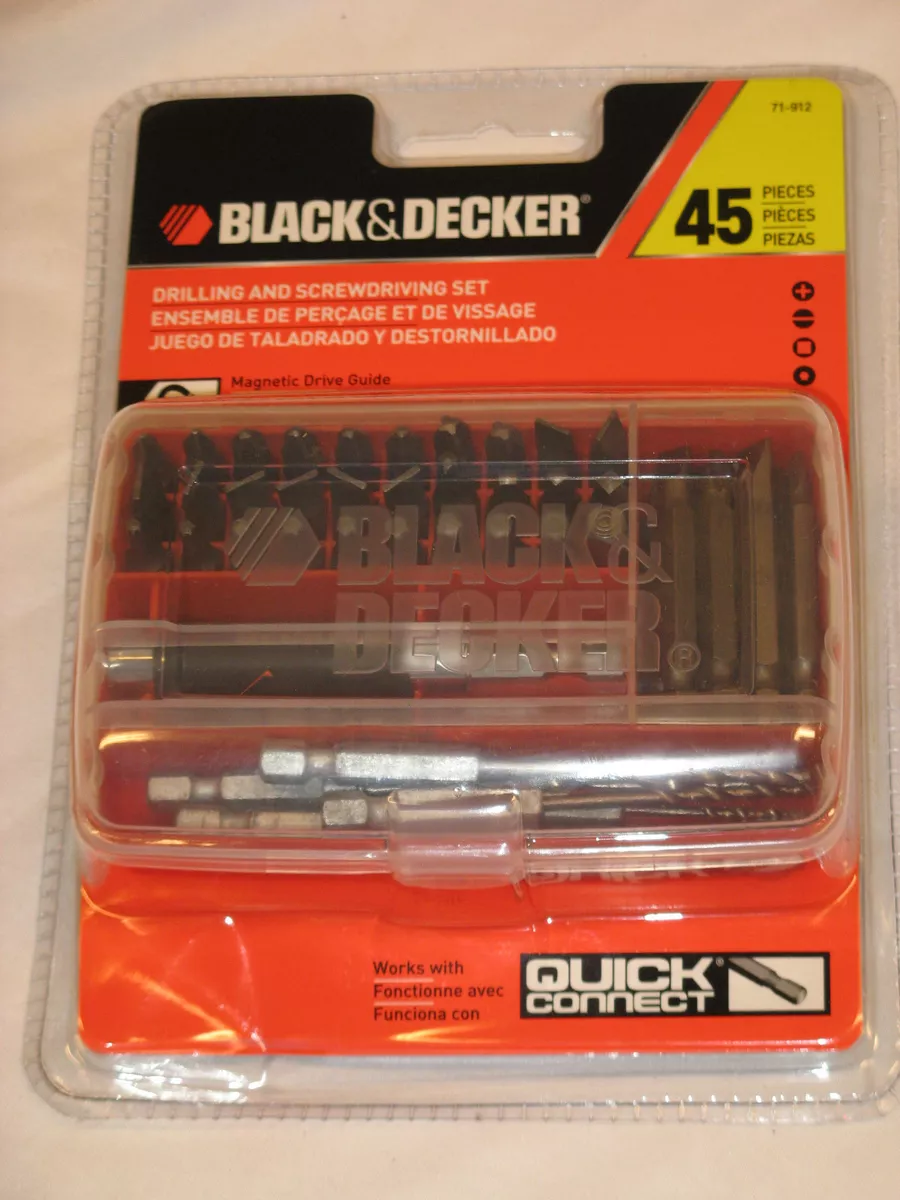 71-912
BLACK&DECKER®
45
PIECES
PIÈCES
PIEZAS
DRILLING AND SCREWDRIVING SET
ENSEMBLE DE PERÇAGE ET DE VISSAGE
JUEGO DE TALADRADO Y DESTORNILLADO
Magnetic Drive Guide
BLACK&
DECKER®
Works with
Fonctionne avec
Funciona con
QUICK®
CONNECT